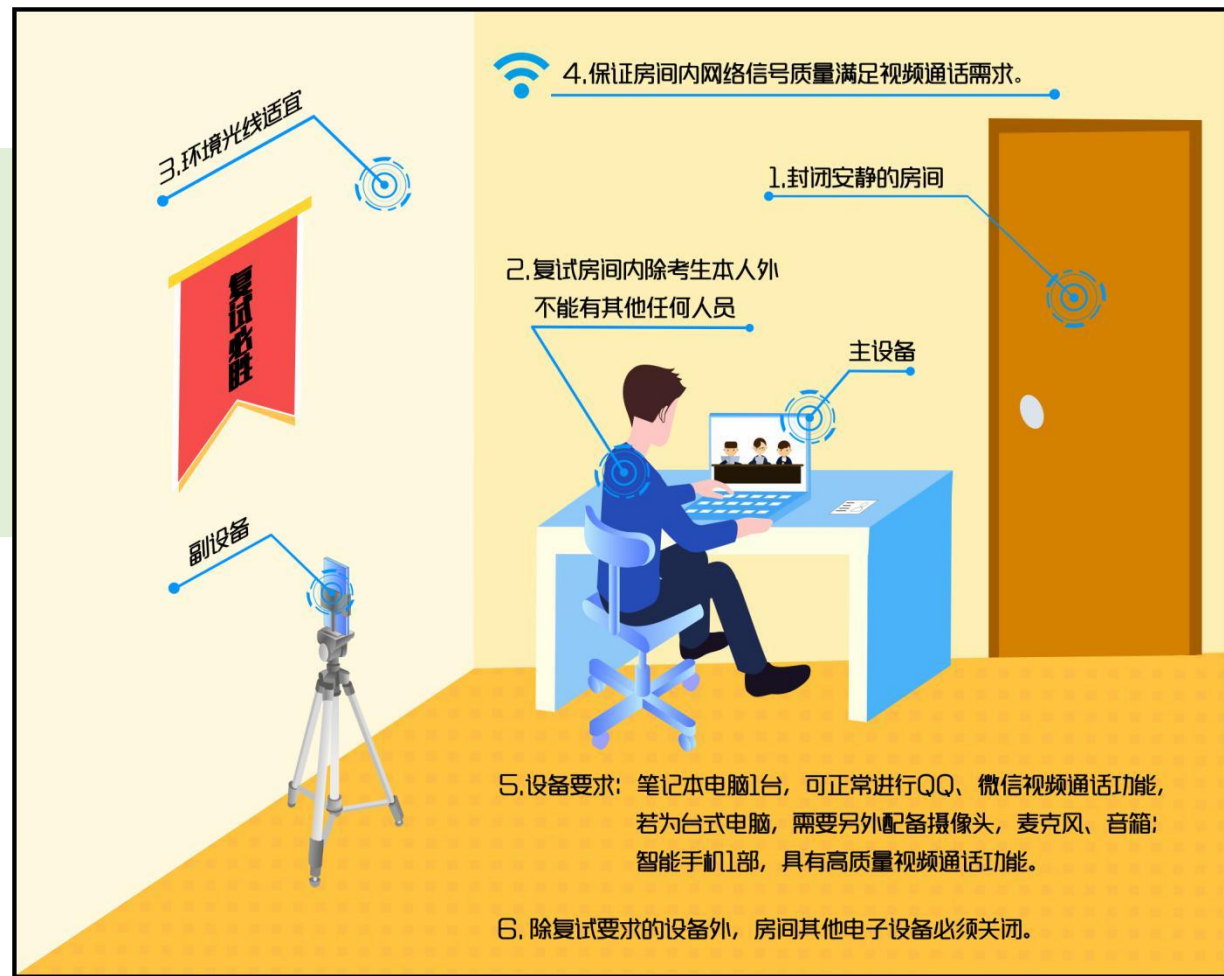 4.保证房间内网络信号质量满足视频通话需求。
3.环境光线适宜
1.封闭安静的房间
复试必胜
2.复试房间内除考生本人外
不能有其他任何人员
主设备
副设备
5.设备要求：笔记本电脑1台，可正常进行QQ、微信视频通话功能，
若为台式电脑，需要另外配备摄像头，麦克风、音箱；
智能手机1部，具有高质量视频通话功能。
6.除复试要求的设备外，房间其他电子设备必须关闭。